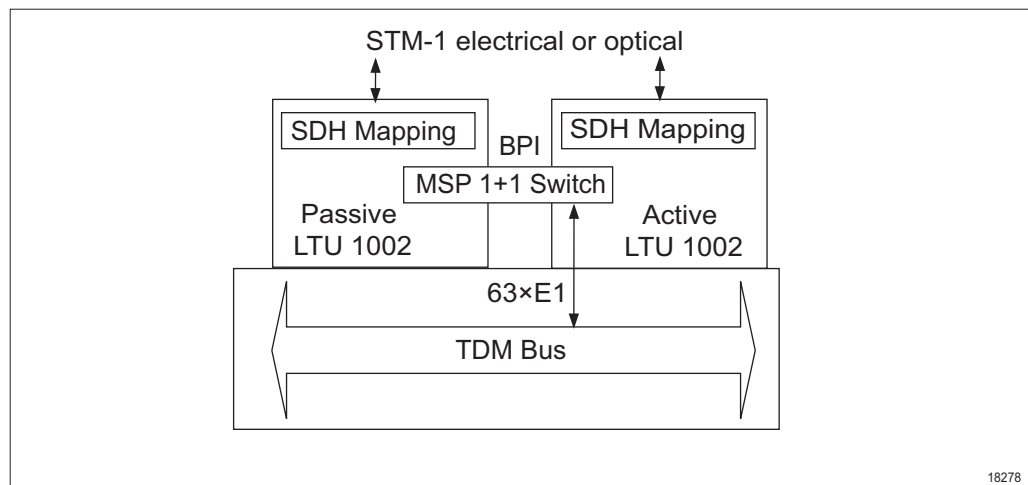 STM-1 electrical or optical
SDH Mapping
SDH Mapping
BPI
MSP 1+1 Switch
Passive
LTU 1002
Active
LTU 1002
63×E1
TDM Bus
18278